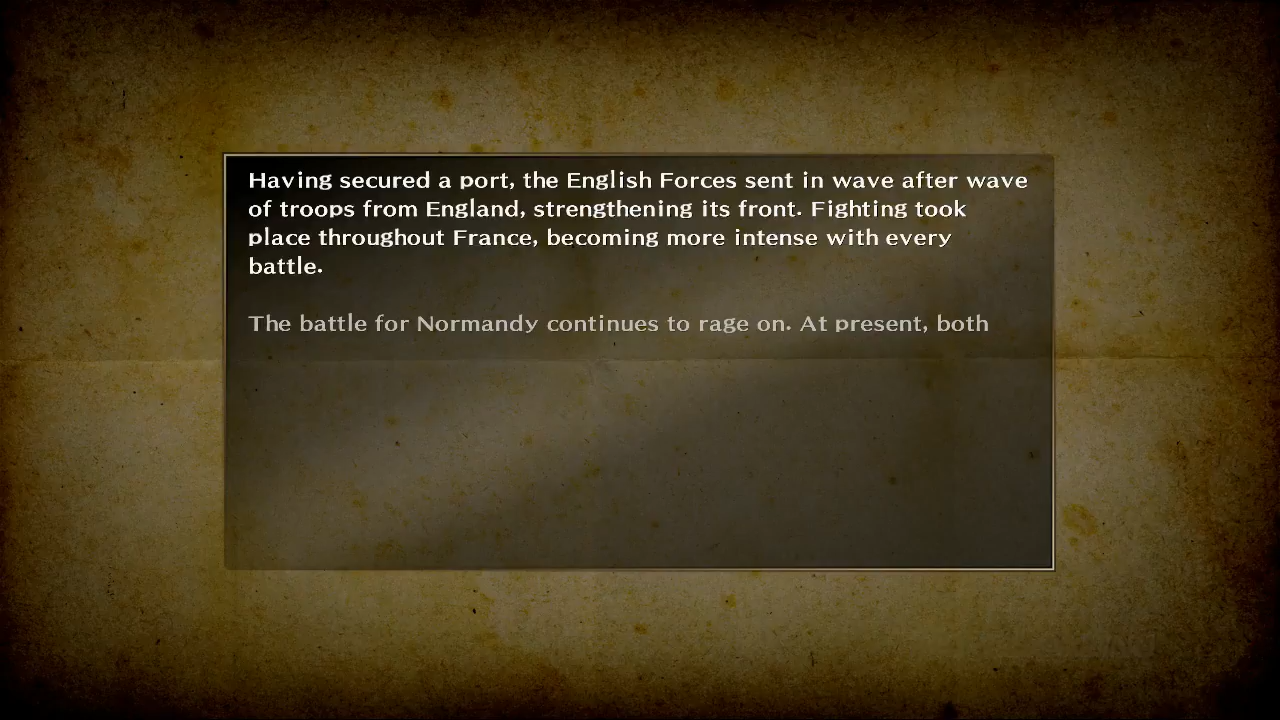 Having secured a port, the English Forces sent in wave after wave
of troops from England, strengthening its front. Fighting took
place throughout France, becoming more intense with every
battle.
The battle for Normandy continues to rage on. At present, both